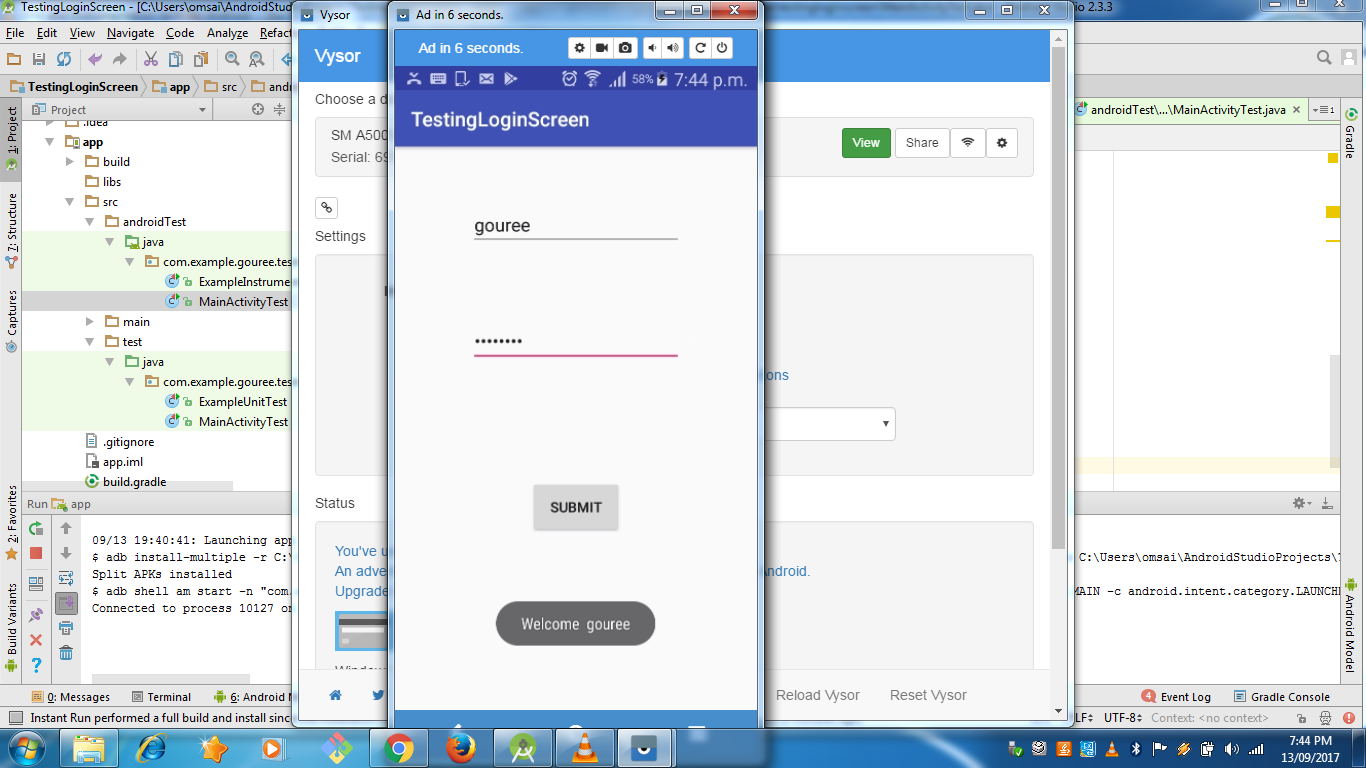 TestingLoginScreen - [C:\users\omsai\AndroidStu
io 2.3.3
File Edit View Navigate Code Analyze Refact
TestingLoginScreen app src
Project
.idea
app
build
libs
src
androidTest
java
com.example.gouree.tes
ExampleInstrume
MainActivityTest
main
test
java
com.example.gouree.tes
ExampleUnitTest
MainActivityTest
.gitignore
app.iml
build.gradle
1: Project
7: Structure
Captures
2: Favorites
Build Variants
androidTest\...\MainActivityTest.java
Gradle
Android Model
Vysor
Vysor
Choose a d
SM A500
Serial: 69
View Share
Settings
ons
Status
You've u
An adve
Upgrade
ndroid.
Reload Vysor Reset Vysor
Ad in 6 seconds.
Ad in 6 seconds.
58% 7:44 p.m.
TestingLoginScreen
gouree
••••••••
SUBMIT
Welcome gouree
Run app
09/13 19:40:41: Launching app
$ adb install-multiple -r C:\
C:\Users\omsai\AndroidStudioProjects\T
Split APKs installed
$ adb shell am start -n "com.
MAIN -c android.intent.category.LAUNCH
Connected to process 10127 on
0: Messages Terminal 6: Android M
Event Log Gradle Console
4
Instant Run performed a full build and install sinc
LF UTF-8 Context: <no context>
7:44 PM
13/09/2017